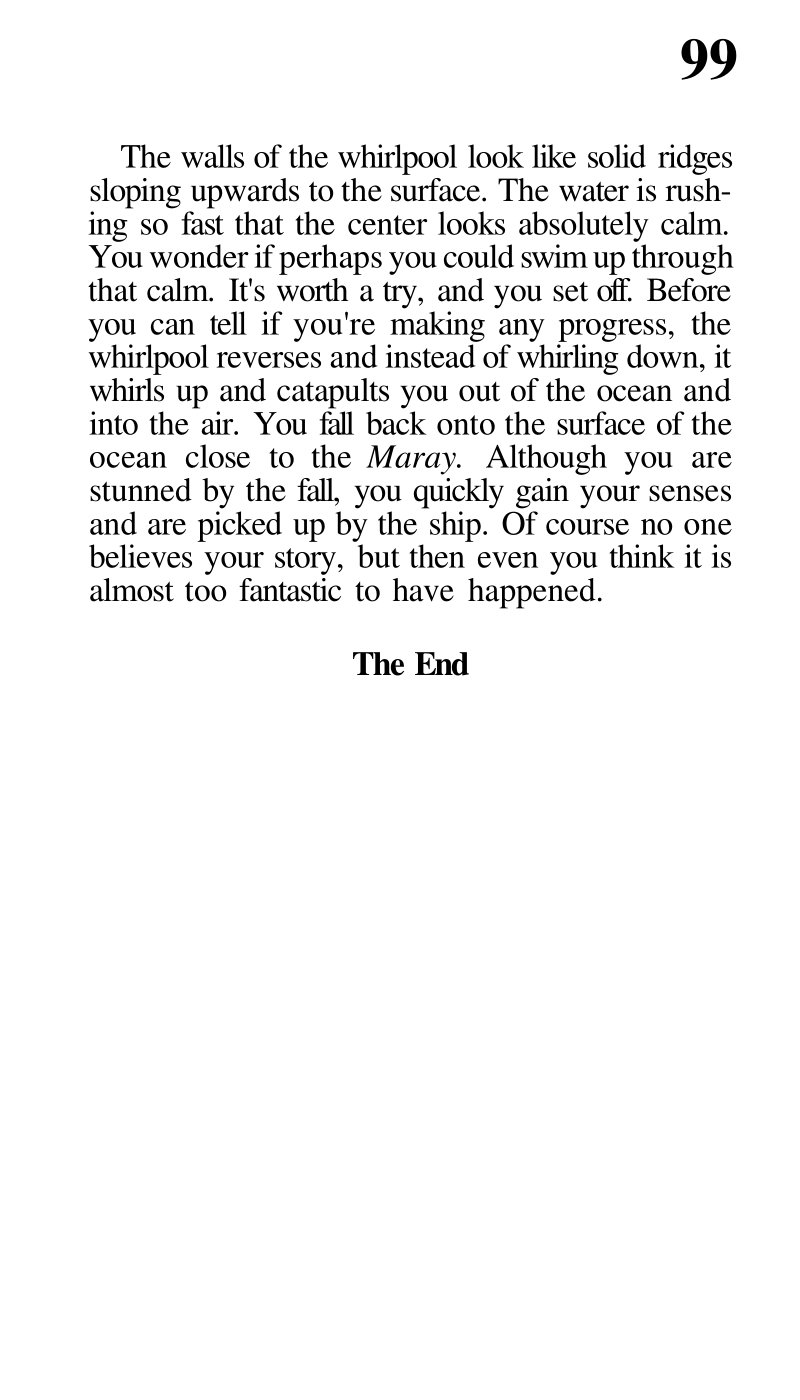 99
The walls of the whirlpool look like solid ridges
sloping upwards to the surface. The water is rush-
ing so fast that the center looks absolutely calm.
You wonder if perhaps you could swim up through
that calm. It's worth a try, and you set off. Before
you can tell if you're making any progress, the
whirlpool reverses and instead of whirling down, it
whirls up and catapults you out of the ocean and
into the air. You fall back onto the surface of the
ocean close to the Maray. Although you are
stunned by the fall, you quickly gain your senses
and are picked up by the ship. Of course no one
believes your story, but then even you think it is
almost too fantastic to have happened.
The End